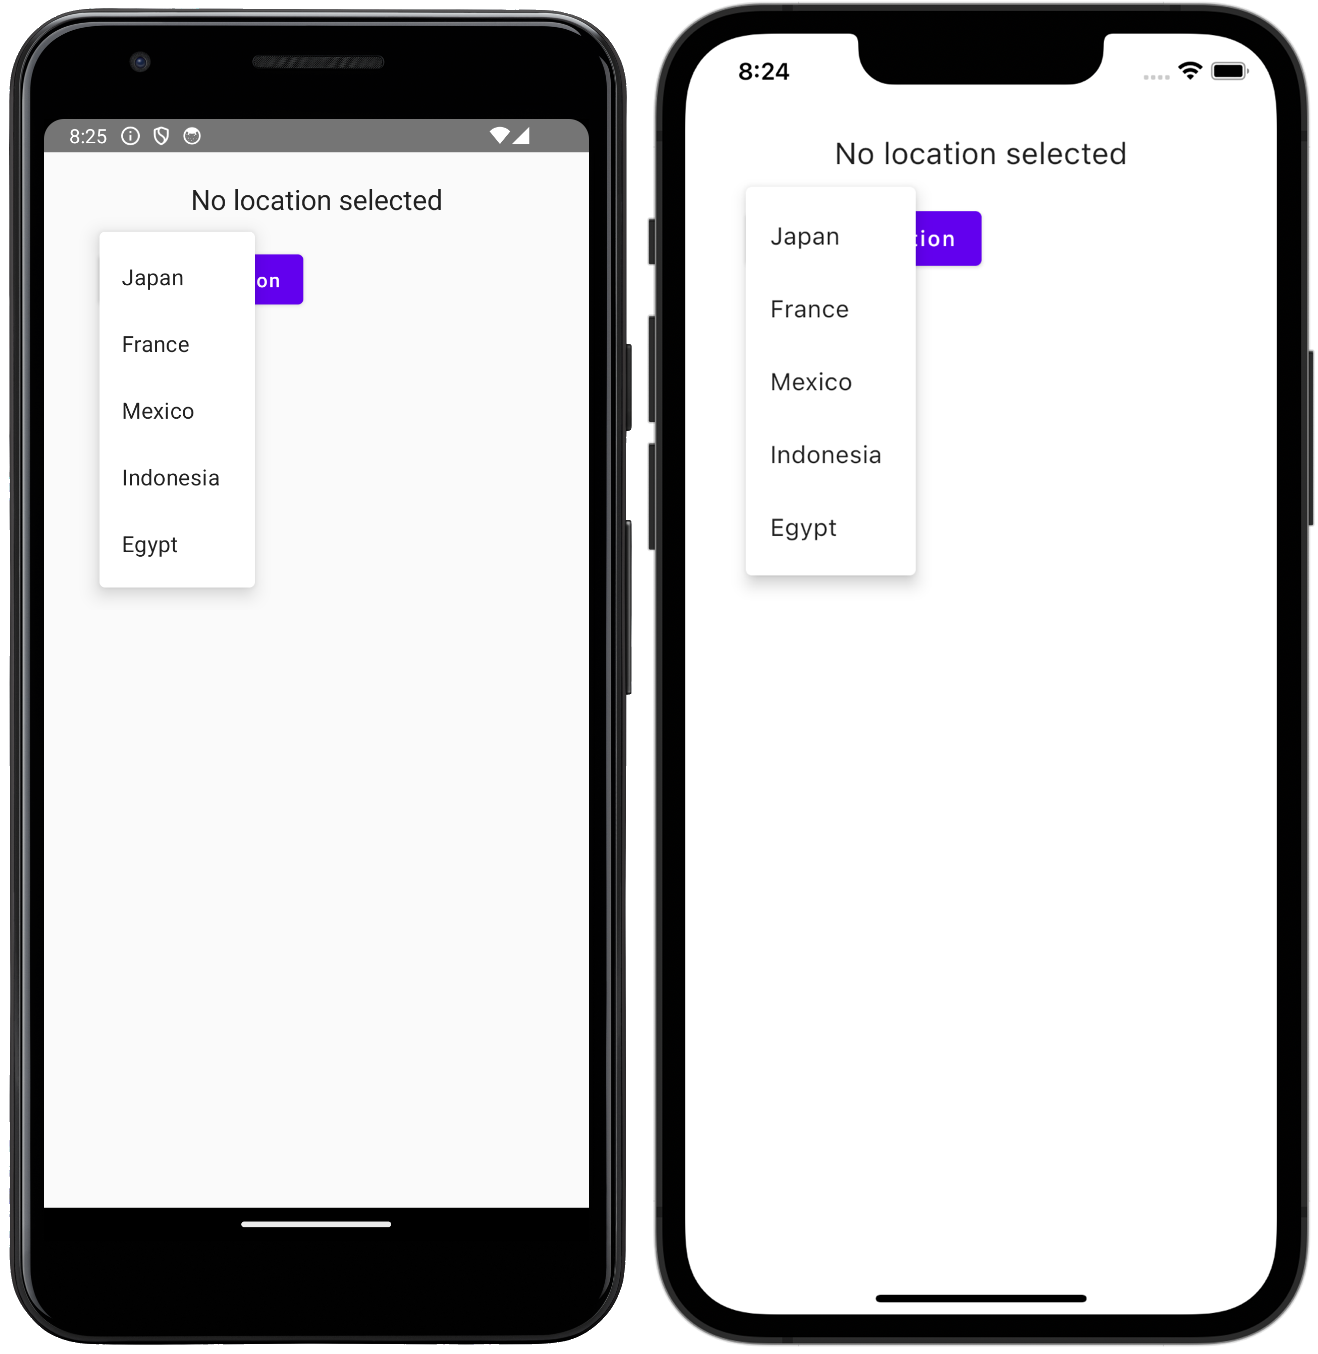 8:25
No location selected
on
Japan
France
Mexico
Indonesia
Egypt
8:24
No location selected
tion
Japan
France
Mexico
Indonesia
Egypt